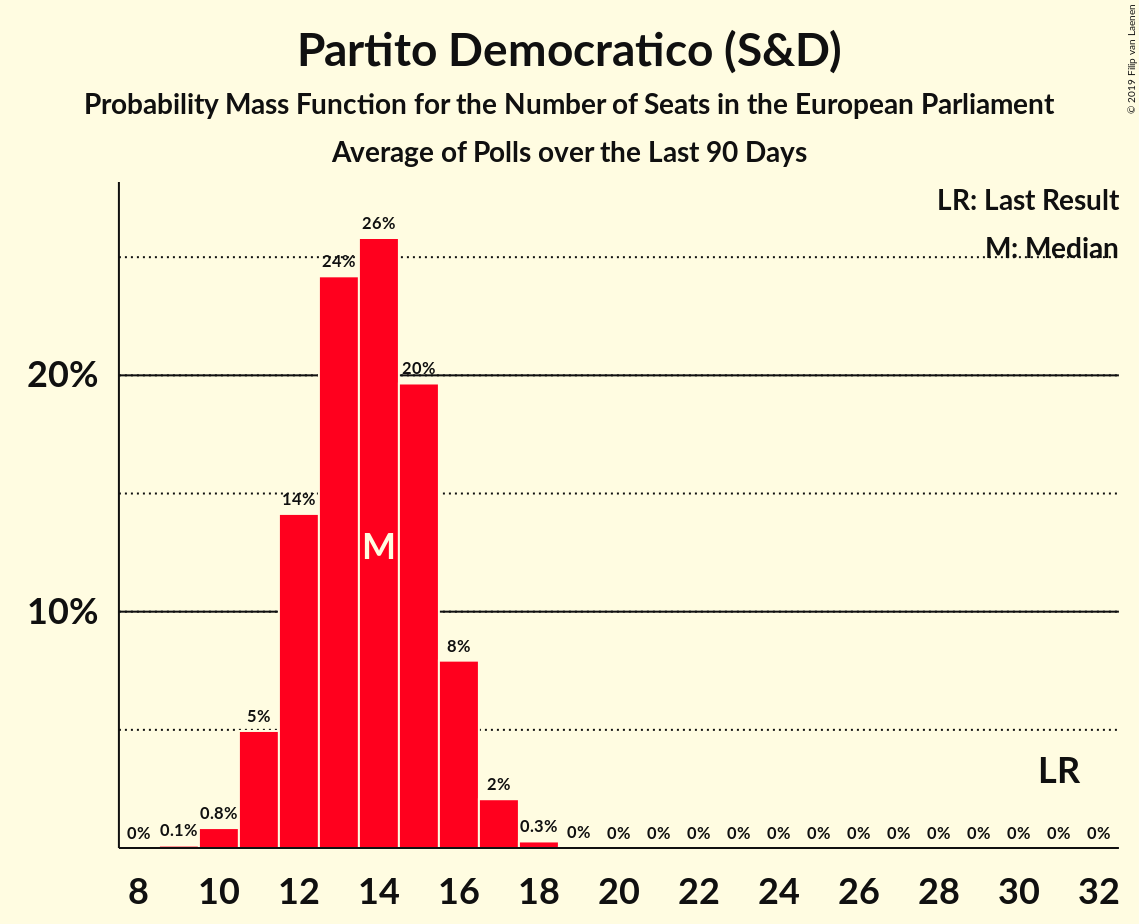 Partito Democratico (S&D)
Probability Mass Function for the Number of Seats in the European Parliament
Average of Polls over the Last 90 Days
© 2019 Filip van Laenen
LR: Last Result
M: Median
26%
24%
20%
20%
14%
M
10%
8%
5%
LR
2%
0% 0.1% 0.8% 0.3% 0% 0% 0% 0% 0% 0% 0% 0% 0% 0% 0% 0% 0% 0%
8 10 12 14 16 18 20 22 24 26 28 30 32